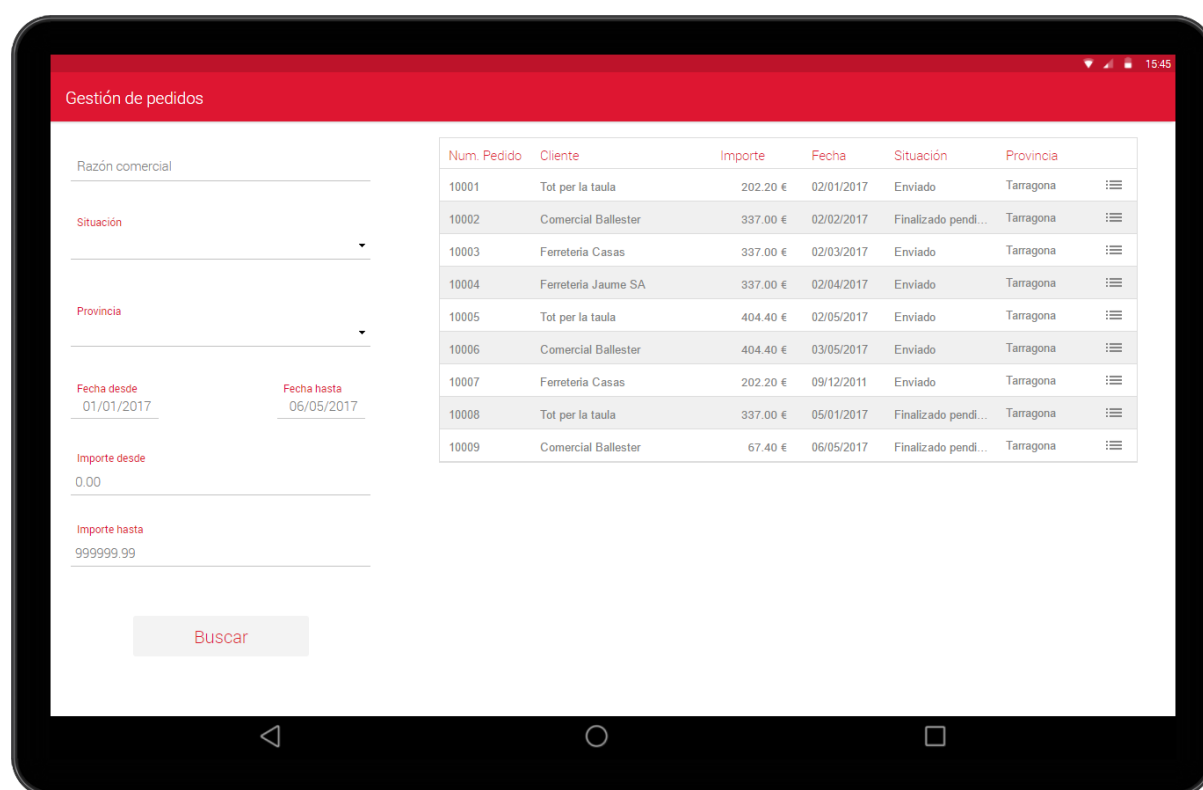 15:45
Gestión de pedidos
Razón comercial
Situación
Provincia
Fecha desde Fecha hasta
01/01/2017 06/05/2017
Importe desde
0.00
Importe hasta
999999.99
Buscar
Num. Pedido Cliente Importe Fecha Situación Provincia
10001 Tot per la taula 202.20 € 02/01/2017 Enviado Tarragona
10002 Comercial Ballester 337.00 € 02/02/2017 Finalizado pendi... Tarragona
10003 Ferreteria Casas 337.00 € 02/03/2017 Enviado Tarragona
10004 Ferreteria Jaume SA 337.00 € 02/04/2017 Enviado Tarragona
10005 Tot per la taula 404.40 € 02/05/2017 Enviado Tarragona
10006 Comercial Ballester 404.40 € 03/05/2017 Enviado Tarragona
10007 Ferreteria Casas 202.20 € 09/12/2011 Enviado Tarragona
10008 Tot per la taula 337.00 € 05/01/2017 Finalizado pendi... Tarragona
10009 Comercial Ballester 67.40 € 06/05/2017 Finalizado pendi... Tarragona